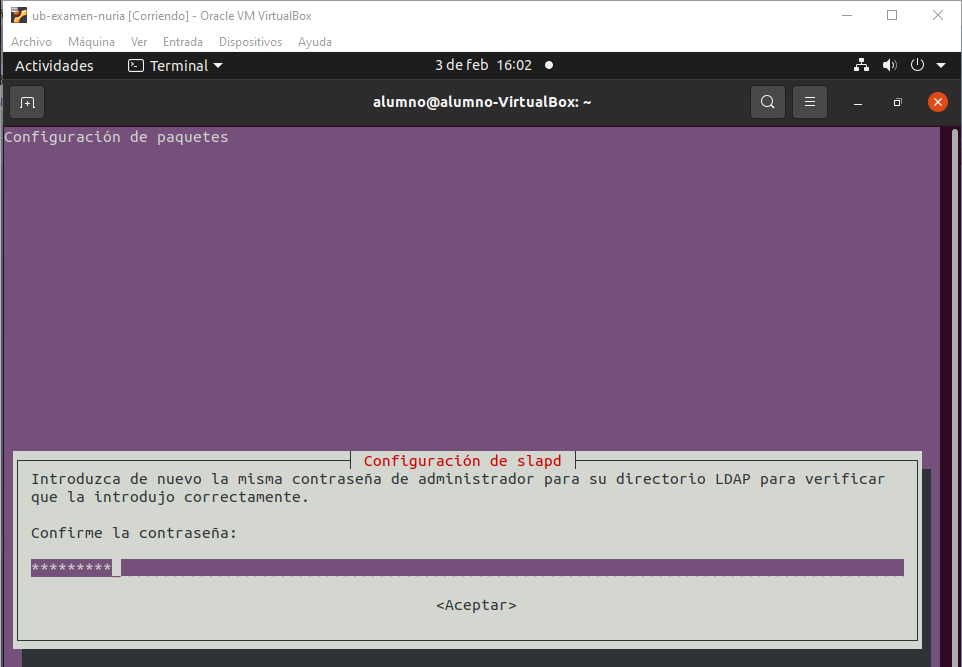 ub-examen-nuria [Corriendo] - Oracle VM VirtualBox
Archivo Máquina Ver Entrada Dispositivos Ayuda
Actividades Terminal 3 de feb 16:02
alumno@alumno-VirtualBox: ~
Configuración de paquetes
Configuración de slapd
Introduzca de nuevo la misma contraseña de administrador para su directorio LDAP para verificar
que la introdujo correctamente.
Confirme la contraseña:
*********
<Aceptar>